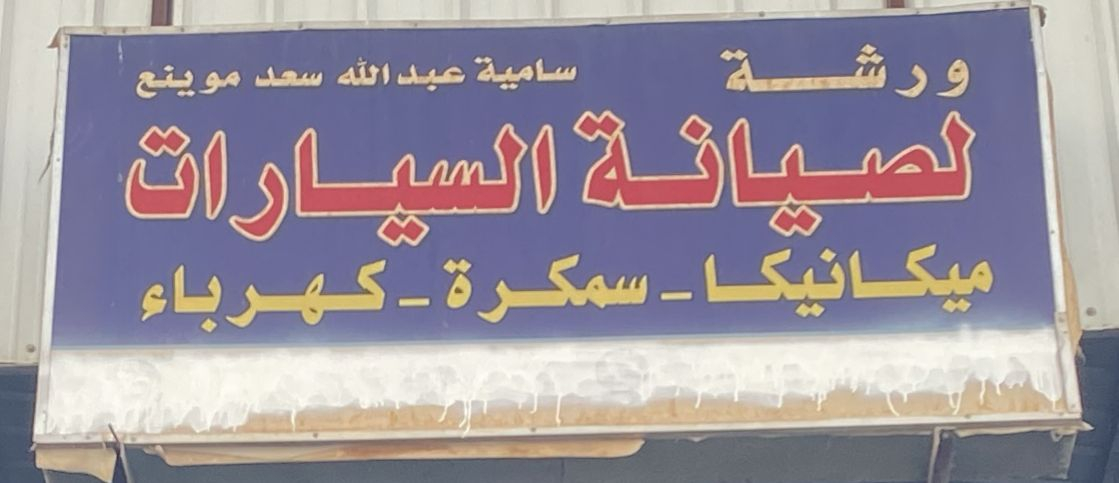 ورشة سامية عبدالله سعد موينع
لصيانة السيارات
ميكانيكا - سمكرة - كهرباء